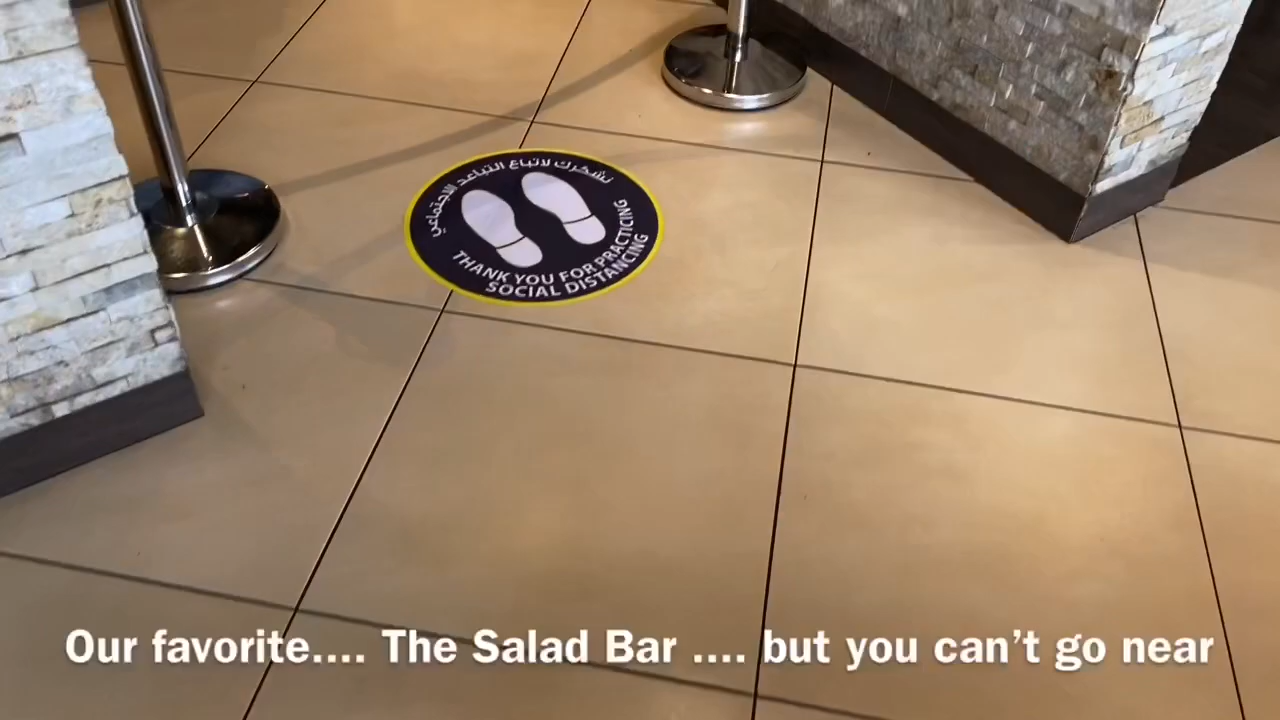 نشكرك لاتباع التباعد الاجتماعي
THANK YOU FOR PRACTICING
SOCIAL DISTANCING
Our favorite.... The Salad Bar .... but you can't go near